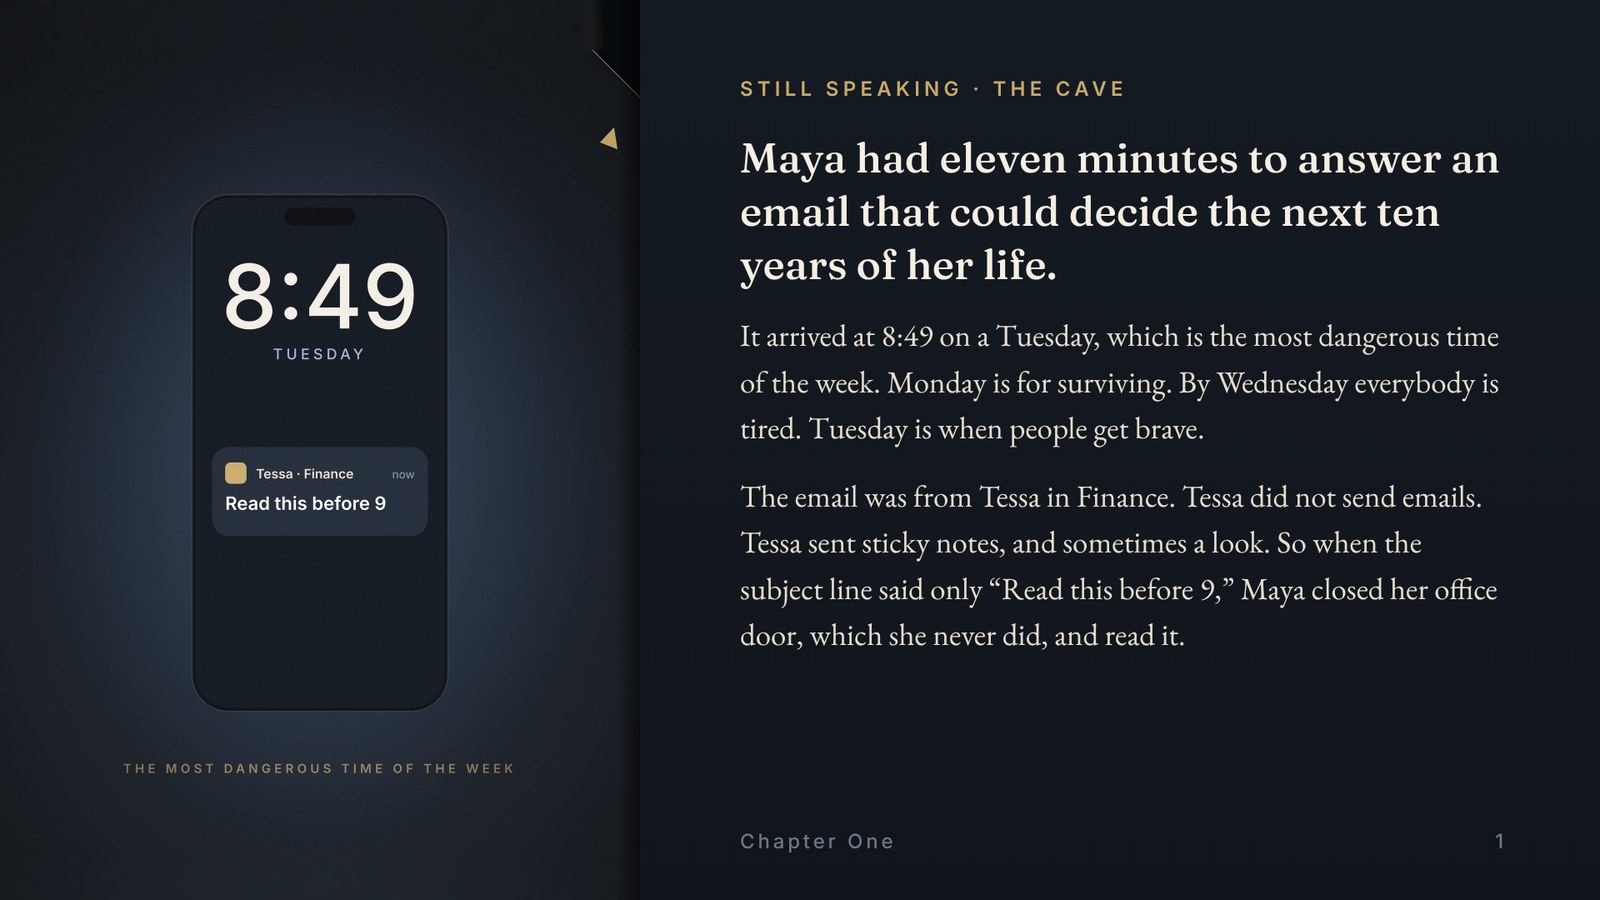 8:49
TUESDAY
Tessa · Finance now
Read this before 9
THE MOST DANGEROUS TIME OF THE WEEK
STILL SPEAKING · THE CAVE
Maya had eleven minutes to answer an
email that could decide the next ten
years of her life.
It arrived at 8:49 on a Tuesday, which is the most dangerous time
of the week. Monday is for surviving. By Wednesday everybody is
tired. Tuesday is when people get brave.
The email was from Tessa in Finance. Tessa did not send emails.
Tessa sent sticky notes, and sometimes a look. So when the
subject line said only “Read this before 9,” Maya closed her office
door, which she never did, and read it.
Chapter One 1